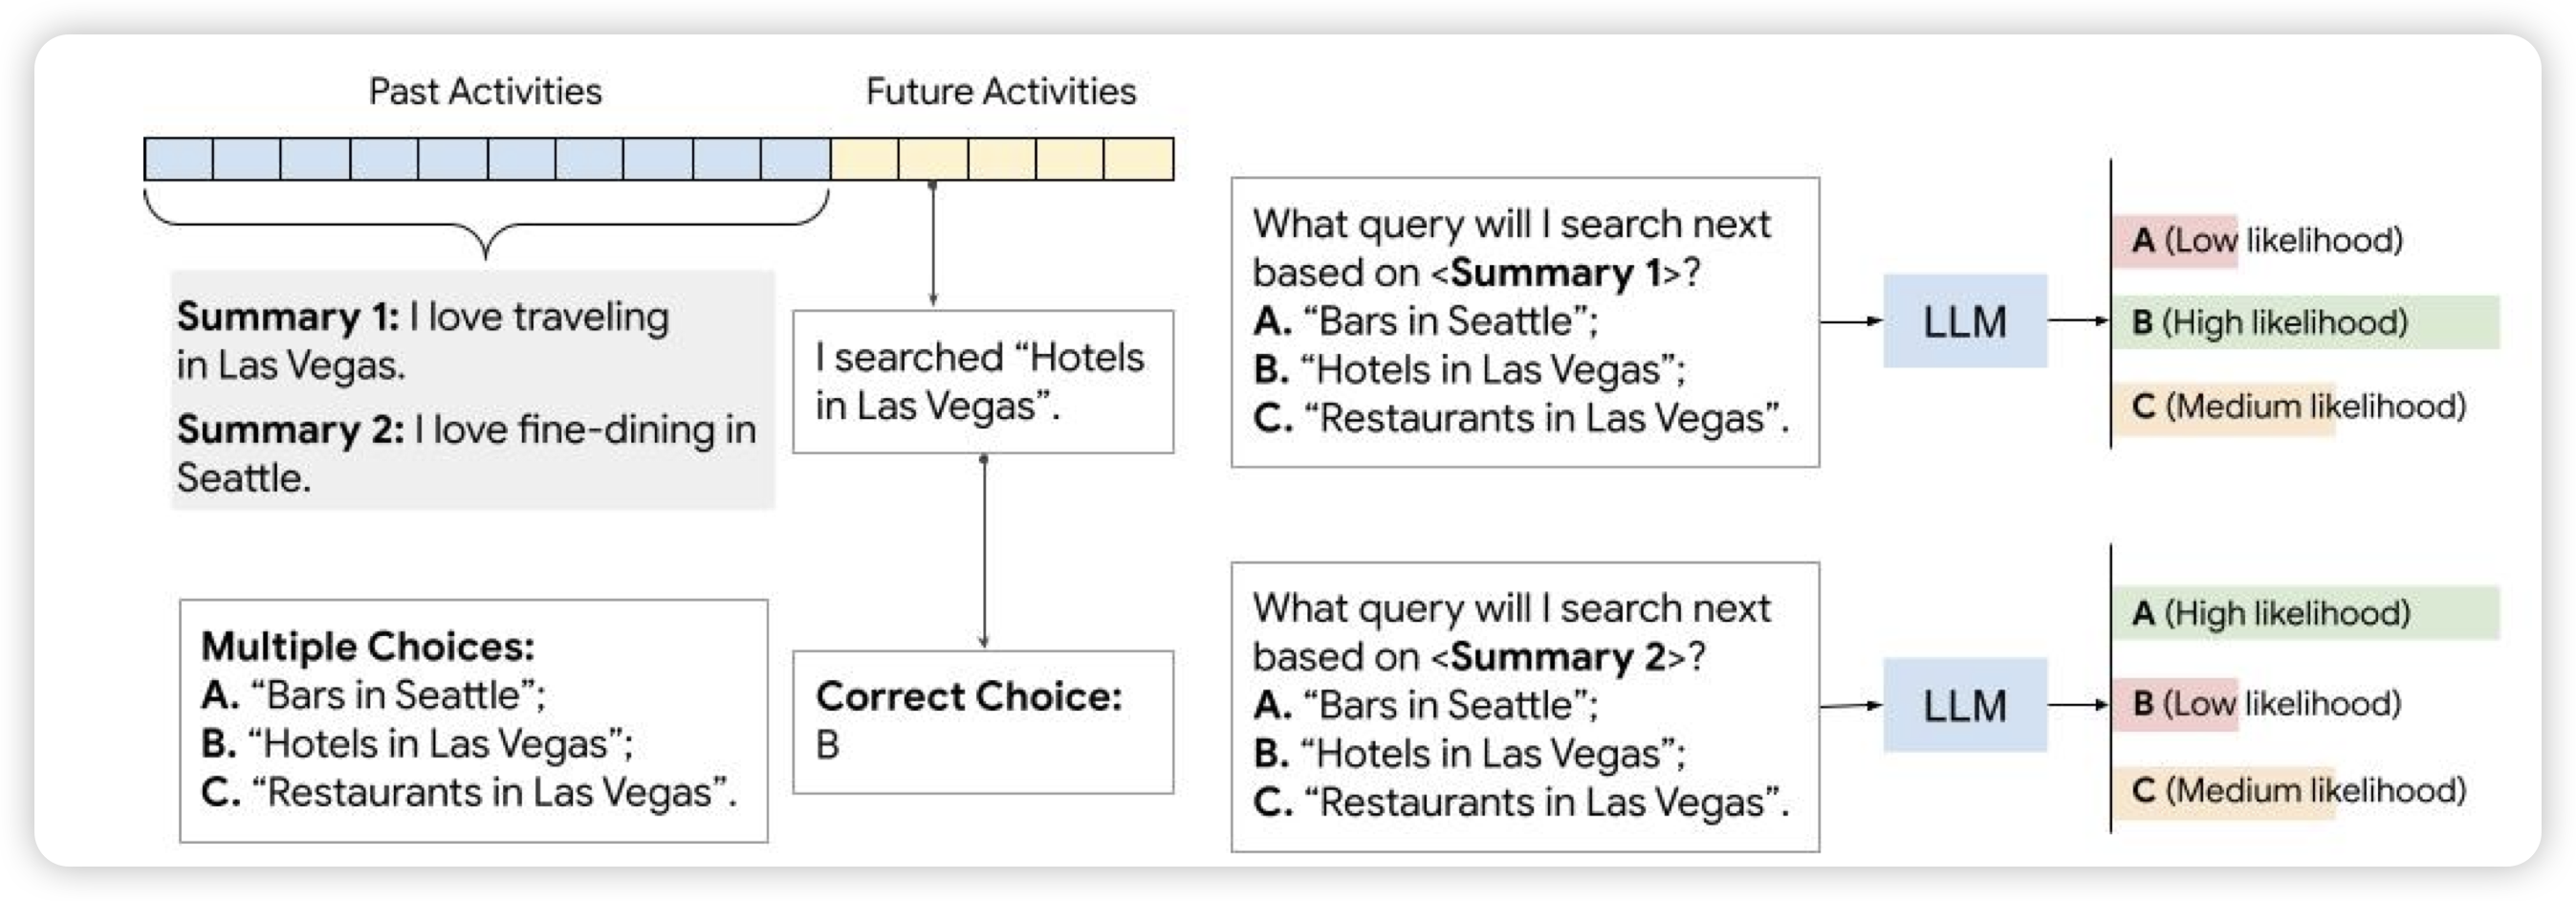 Past Activities
Future Activities
Summary 1: I love traveling
in Las Vegas.
Summary 2: I love fine-dining in
Seattle.
I searched “Hotels
in Las Vegas”.
Multiple Choices:
A. “Bars in Seattle”;
B. “Hotels in Las Vegas”;
C. “Restaurants in Las Vegas”.
Correct Choice:
B
What query will I search next
based on <Summary 1>?
A. “Bars in Seattle”;
B. “Hotels in Las Vegas”;
C. “Restaurants in Las Vegas”.
LLM
A (Low likelihood)
B (High likelihood)
C (Medium likelihood)
What query will I search next
based on <Summary 2>?
A. “Bars in Seattle”;
B. “Hotels in Las Vegas”;
C. “Restaurants in Las Vegas”.
LLM
A (High likelihood)
B (Low likelihood)
C (Medium likelihood)